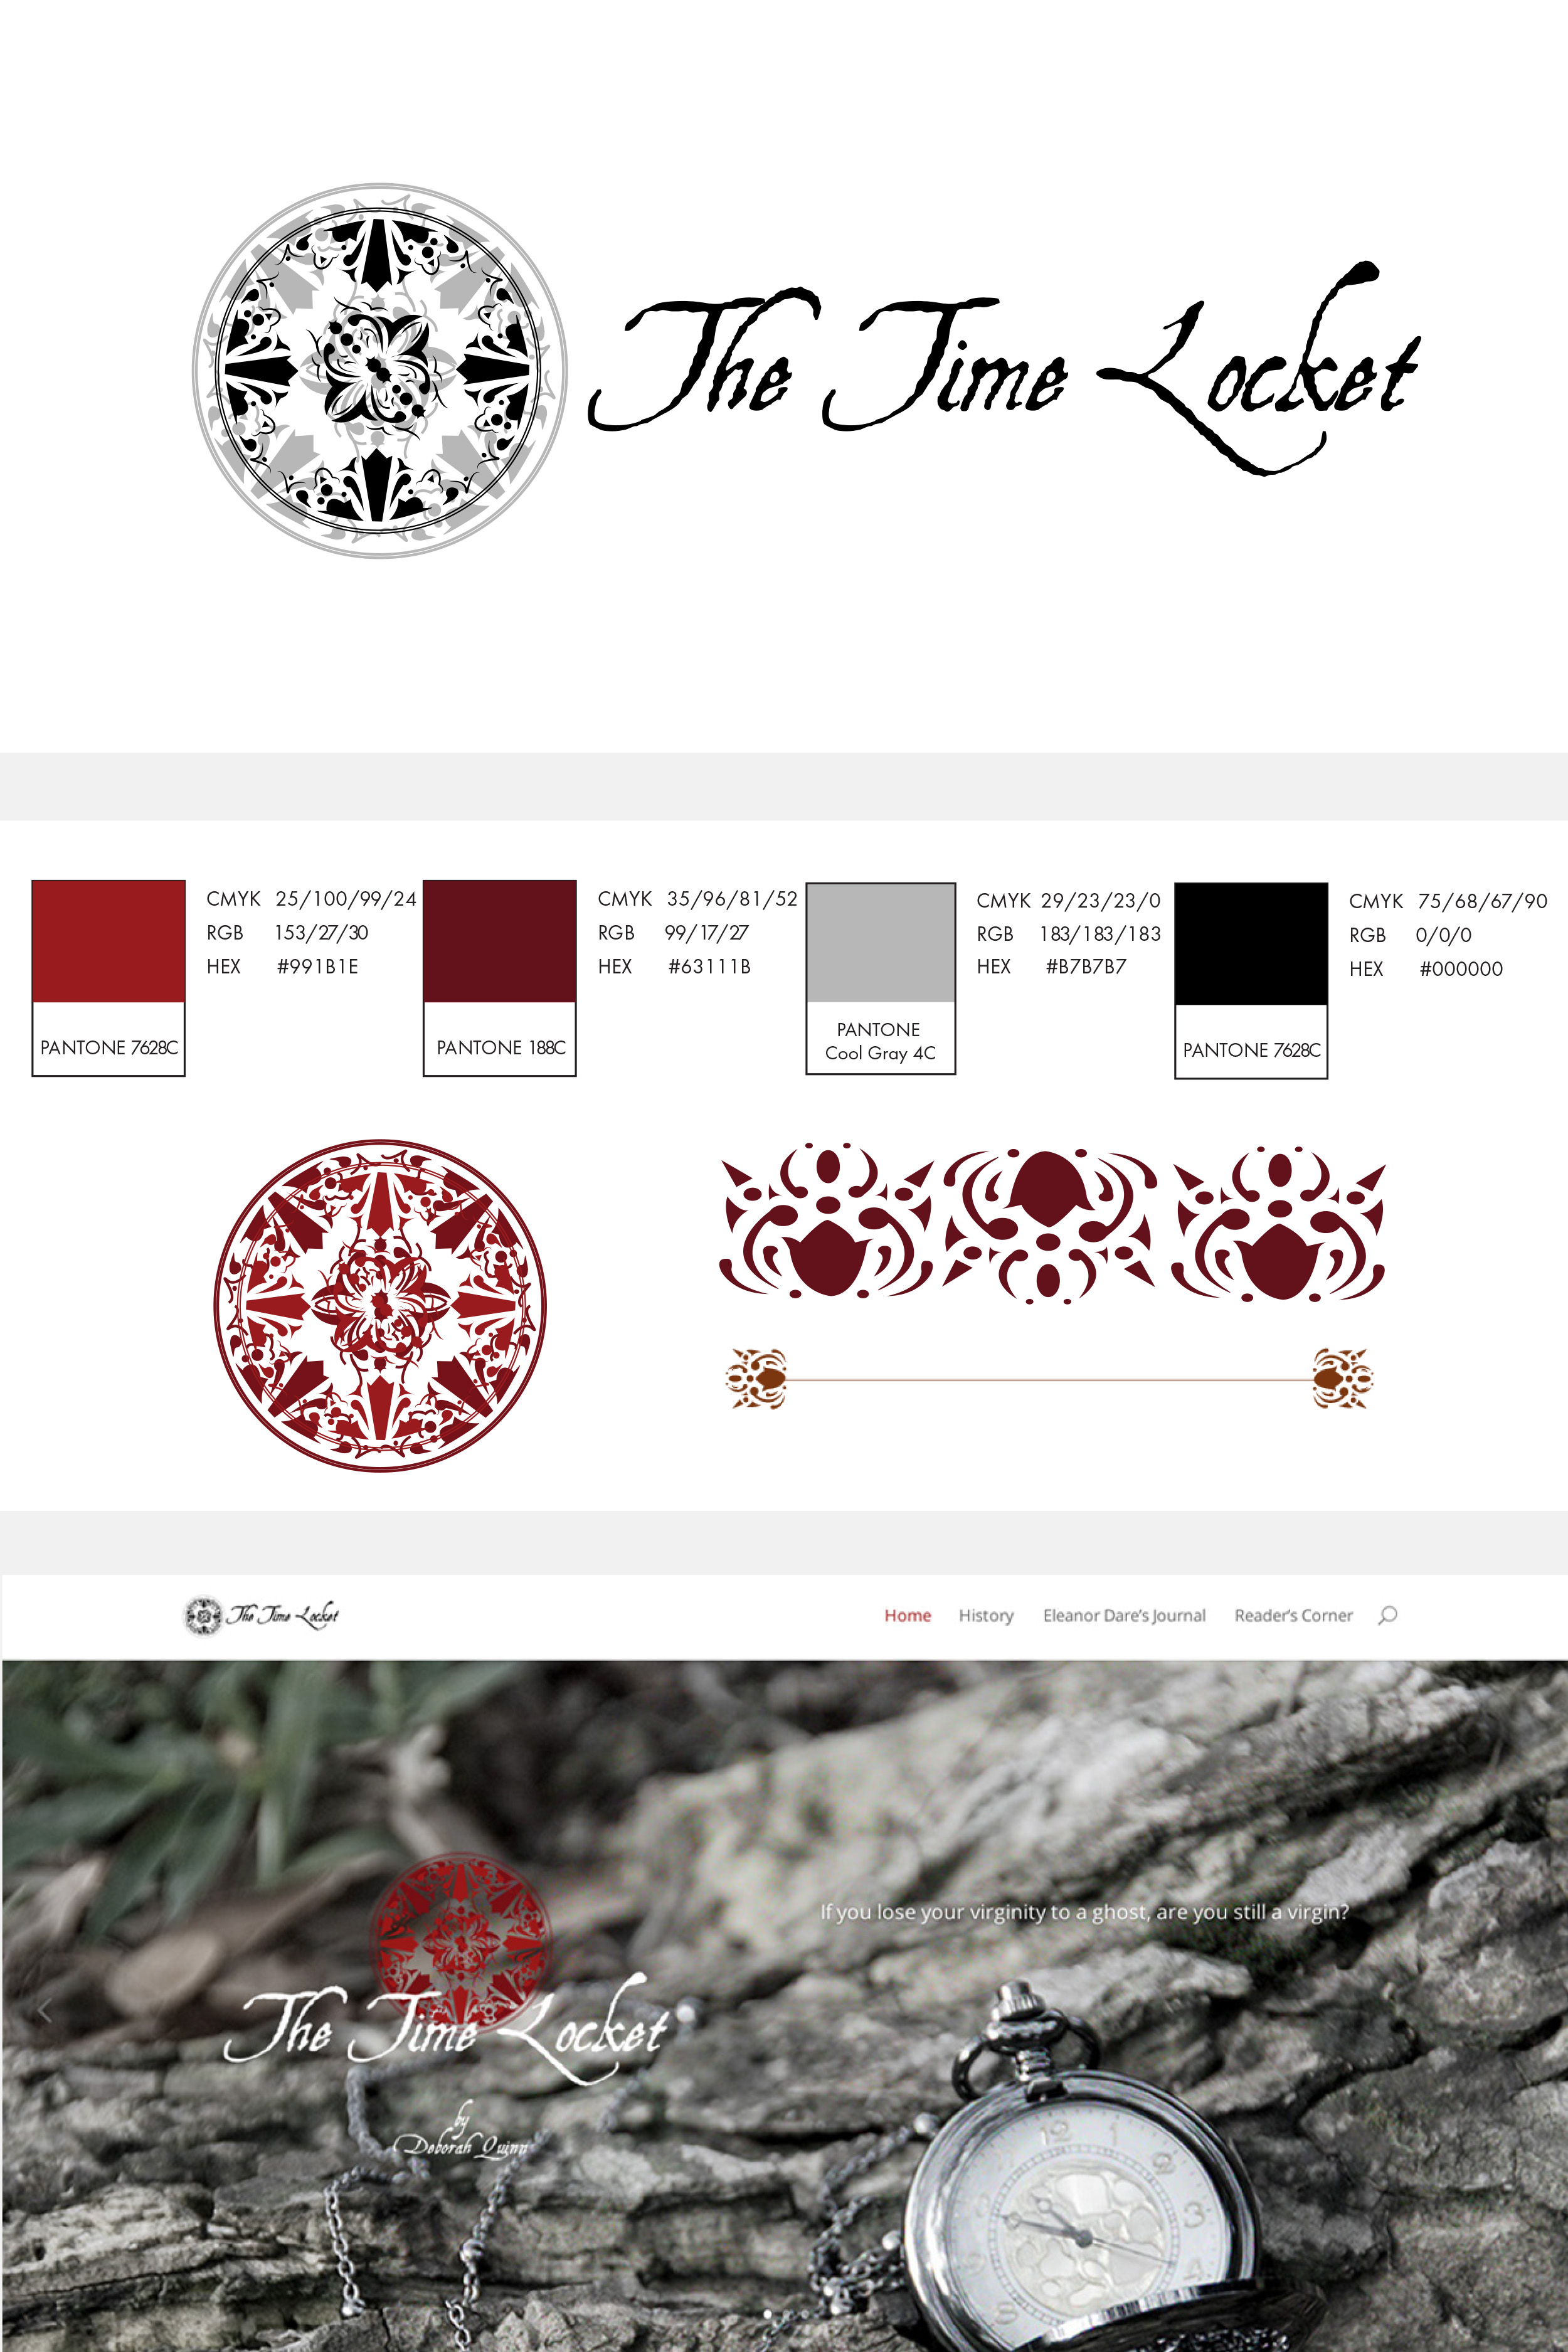 The Time Locket
CMYK 25/100/99/24
RGB 153/27/30
HEX #991B1E
PANTONE 7628C
CMYK 35/96/81/52
RGB 99/17/27
HEX #63111B
PANTONE 188C
CMYK 29/23/23/0
RGB 183/183/183
HEX #B7B7B7
PANTONE
Cool Gray 4C
CMYK 75/68/67/90
RGB 0/0/0
HEX #000000
PANTONE 7628C
The Time Locket
Home History Eleanor Dare's Journal Reader's Corner
If you lose your virginity to a ghost, are you still a virgin?
The Time Locket
by
Deborah Quinn
12
1
3